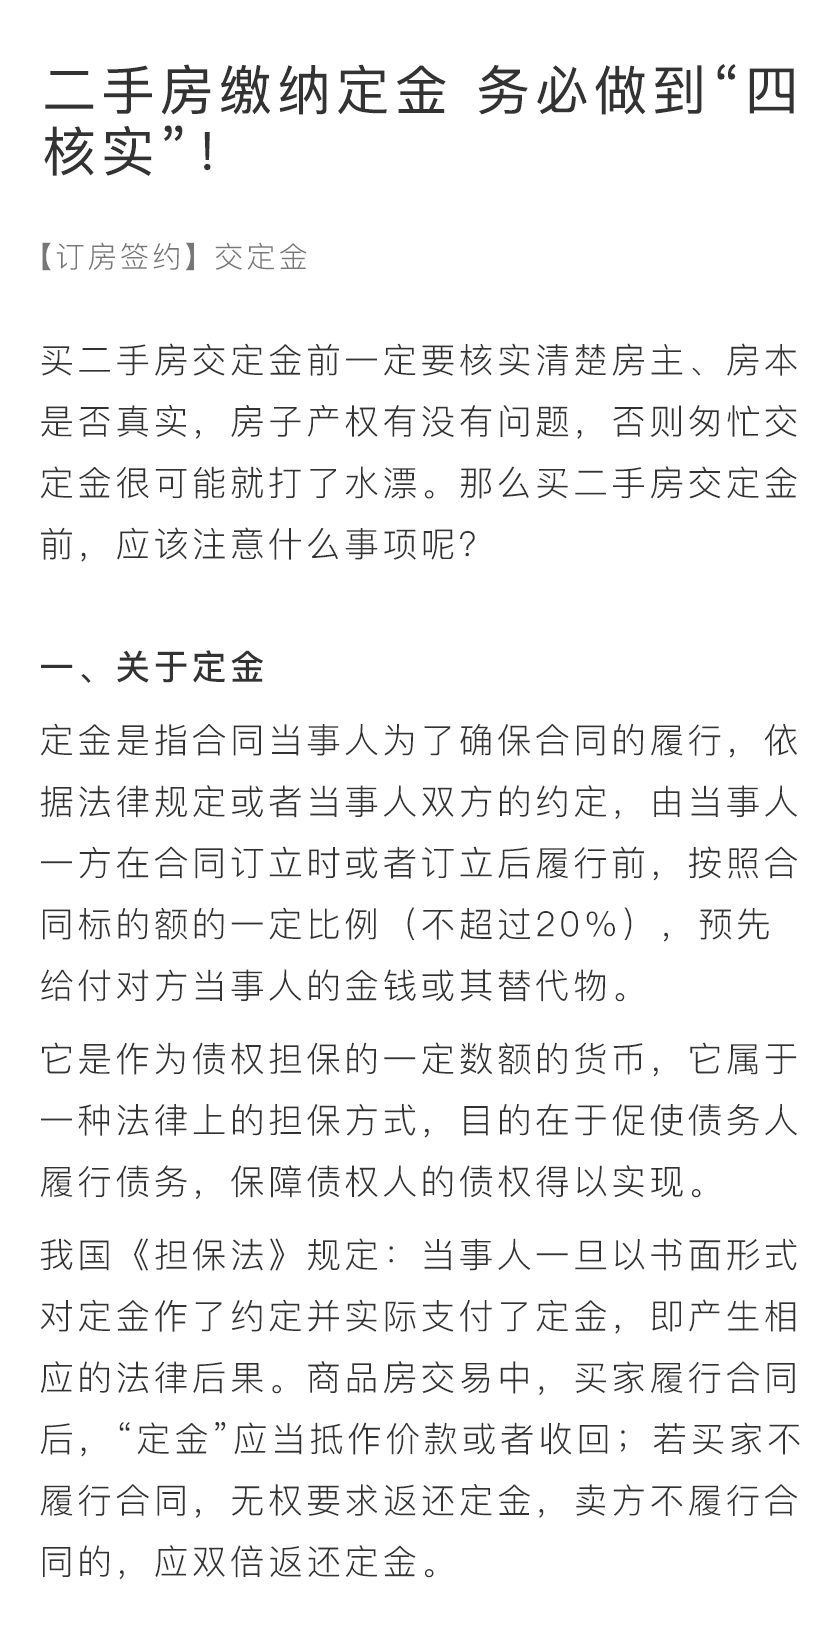 二手房缴纳定金 务必做到“四
核实”！
【订房签约】交定金
买二手房交定金前一定要核实清楚房主、房本
是否真实，房子产权有没有问题，否则匆忙交
定金很可能就打了水漂。那么买二手房交定金
前，应该注意什么事项呢？
一、关于定金
定金是指合同当事人为了确保合同的履行，依
据法律规定或者当事人双方的约定，由当事人
一方在合同订立时或者订立后履行前，按照合
同标的额的一定比例（不超过20%），预先
给付对方当事人的金钱或其替代物。
它是作为债权担保的一定数额的货币，它属于
一种法律上的担保方式，目的在于促使债务人
履行债务，保障债权人的债权得以实现。
我国《担保法》规定：当事人一旦以书面形式
对定金作了约定并实际支付了定金，即产生相
应的法律后果。商品房交易中，买家履行合同
后，“定金”应当抵作价款或者收回；若买家不
履行合同，无权要求返还定金，卖方不履行合
同的，应双倍返还定金。